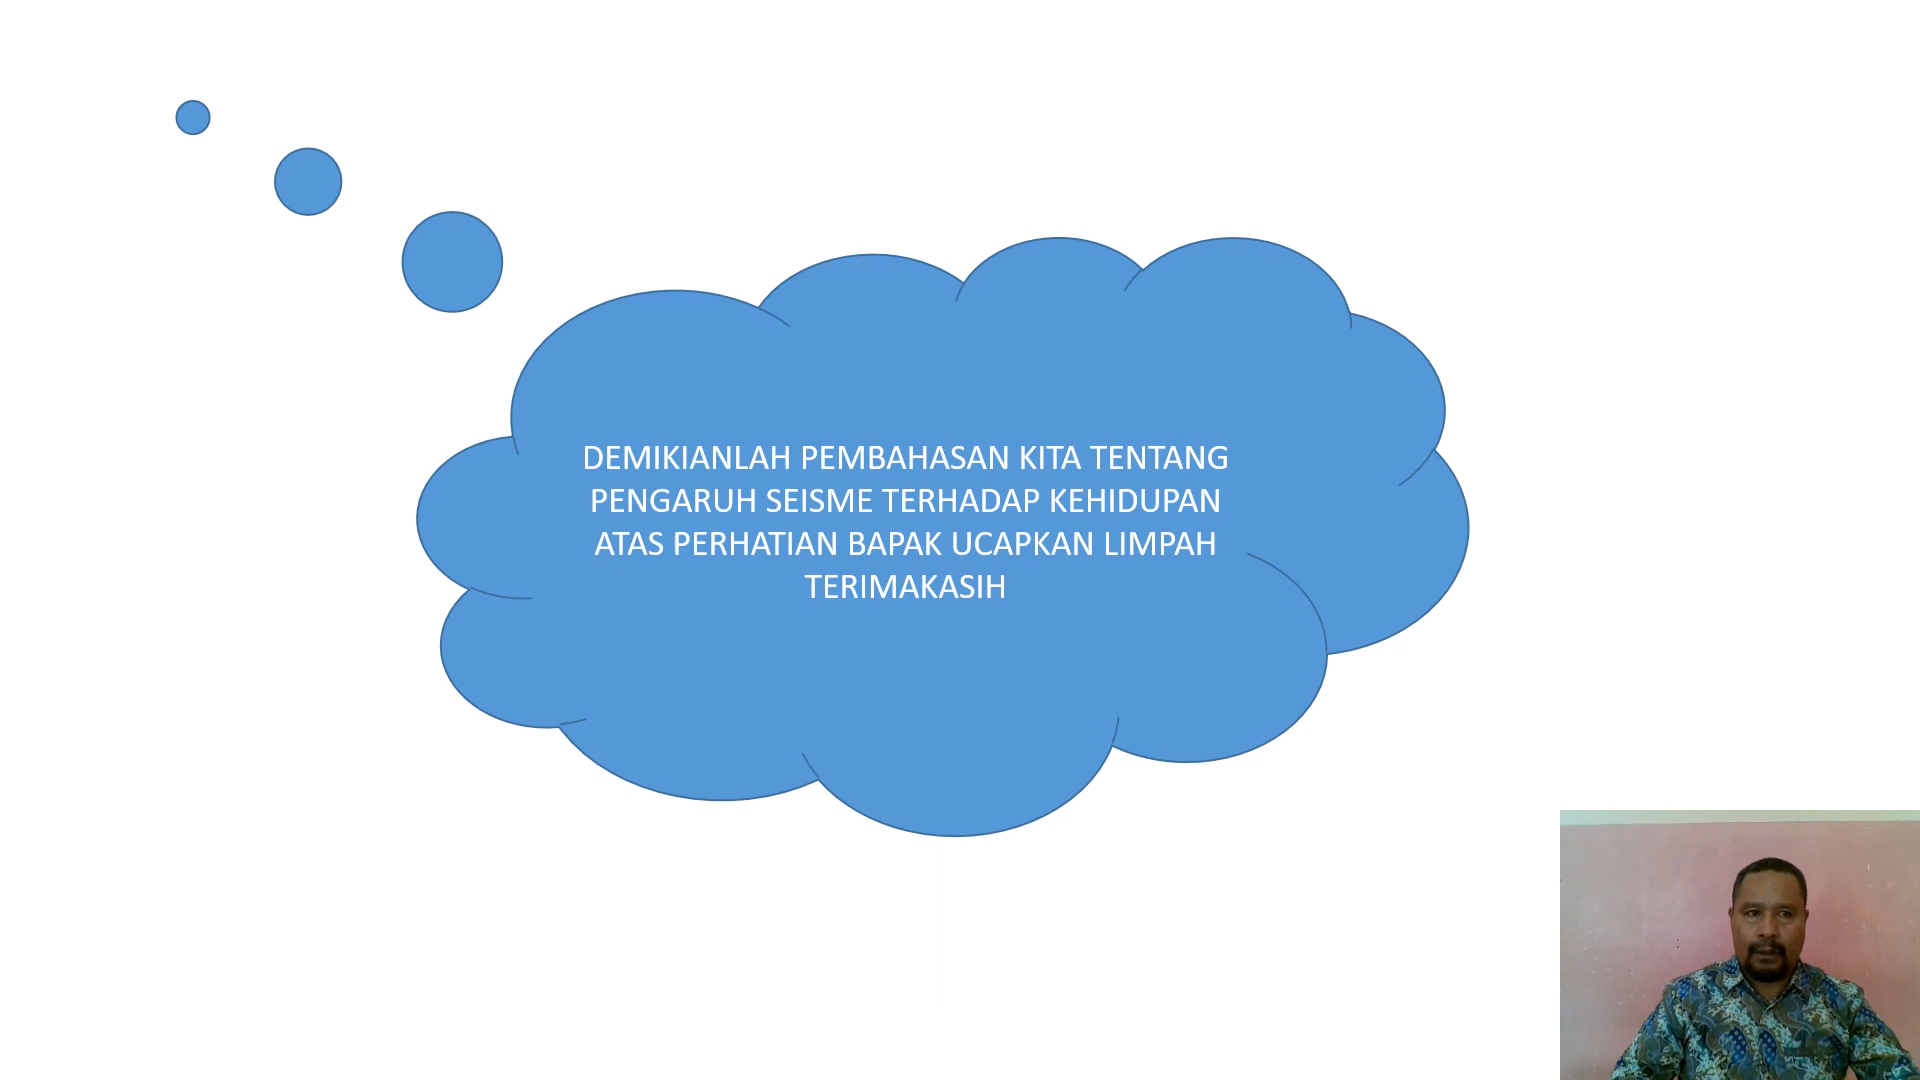 DEMIKIANLAH PEMBAHASAN KITA TENTANG
PENGARUH SEISME TERHADAP KEHIDUPAN
ATAS PERHATIAN BAPAK UCAPKAN LIMPAH
TERIMAKASIH